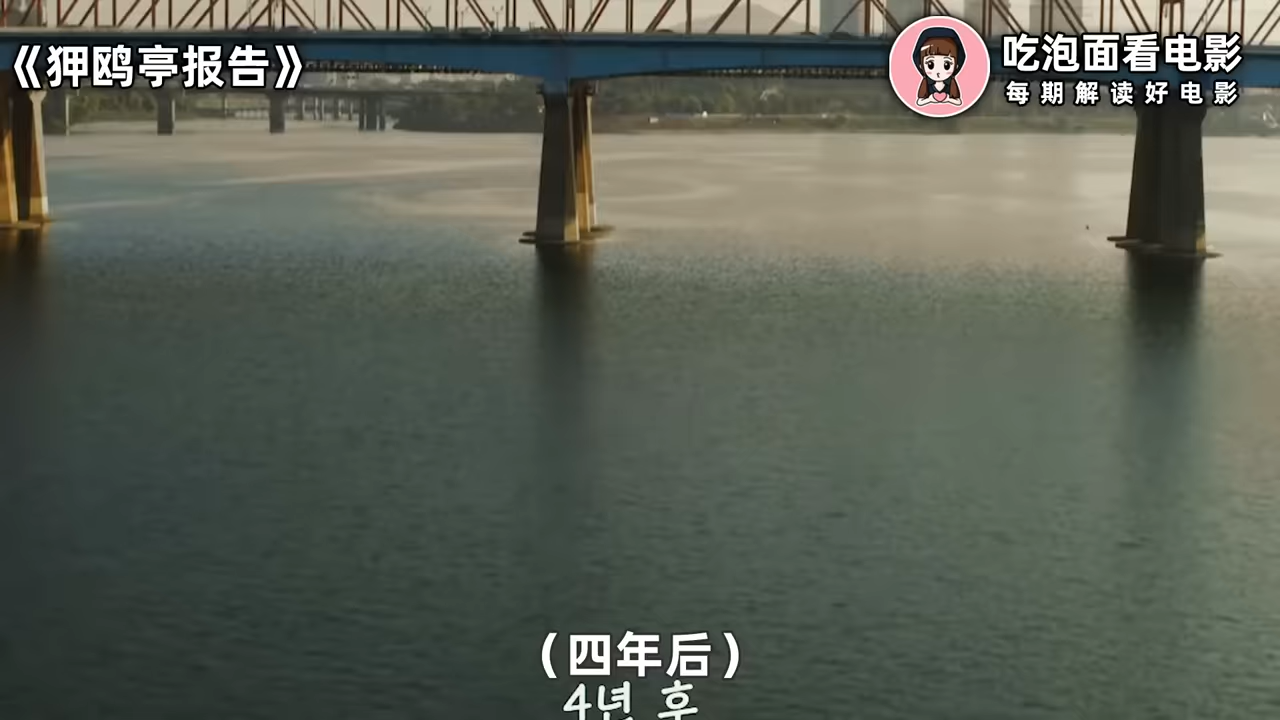 《狎鸥亭报告》
吃泡面看电影
每期解读好电影
（四年后）
4년 후